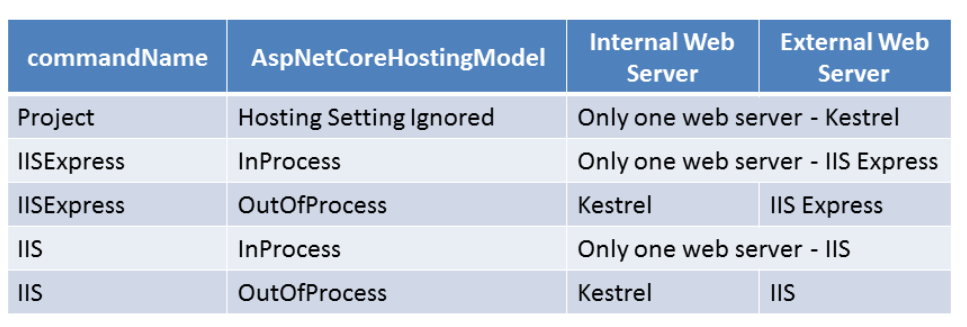 commandName AspNetCoreHostingModel Internal Web Server External Web Server
Project Hosting Setting Ignored Only one web server - Kestrel
IISExpress InProcess Only one web server - IIS Express
IISExpress OutOfProcess Kestrel IIS Express
IIS InProcess Only one web server - IIS
IIS OutOfProcess Kestrel IIS